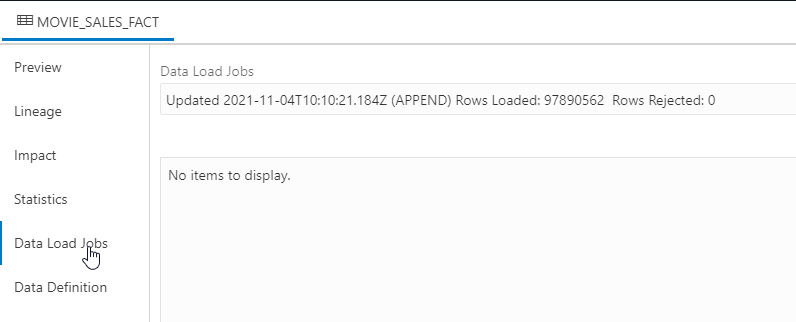 MOVIE_SALES_FACT
Preview
Lineage
Impact
Statistics
Data Load Jobs
Data Definition
Data Load Jobs
Updated 2021-11-04T10:10:21.184Z (APPEND) Rows Loaded: 97890562 Rows Rejected: 0
No items to display.